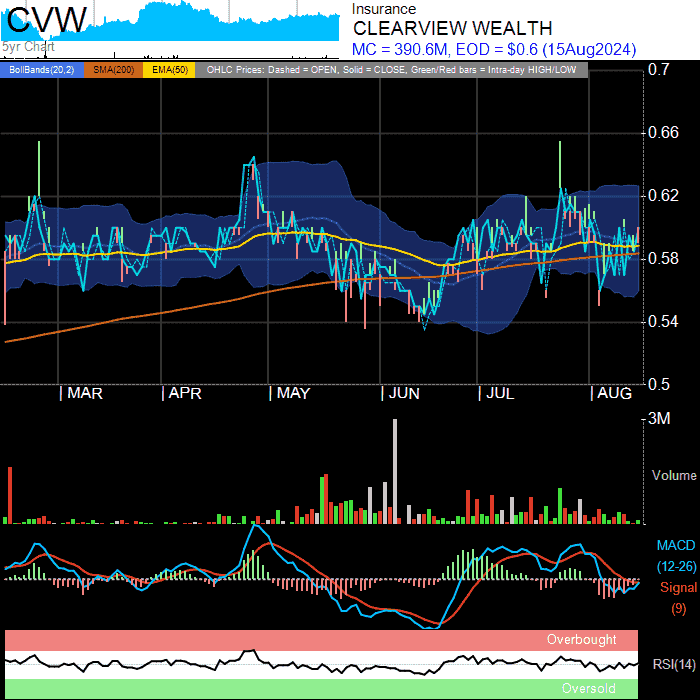 CVW
5yr Chart
Insurance
CLEARVIEW WEALTH
MC = 390.6M, EOD = $0.6 (15Aug2024)
BollBands(20,2) SMA(200) EMA(50) OHLC Prices: Dashed = OPEN, Solid = CLOSE, Green/Red bars = Intra-day HIGH/LOW
0.7
0.66
0.62
0.58
0.54
0.5
MAR APR MAY JUN JUL AUG
3M
Volume
MACD
(12-26)
Signal
(9)
Overbought
RSI(14)
Oversold